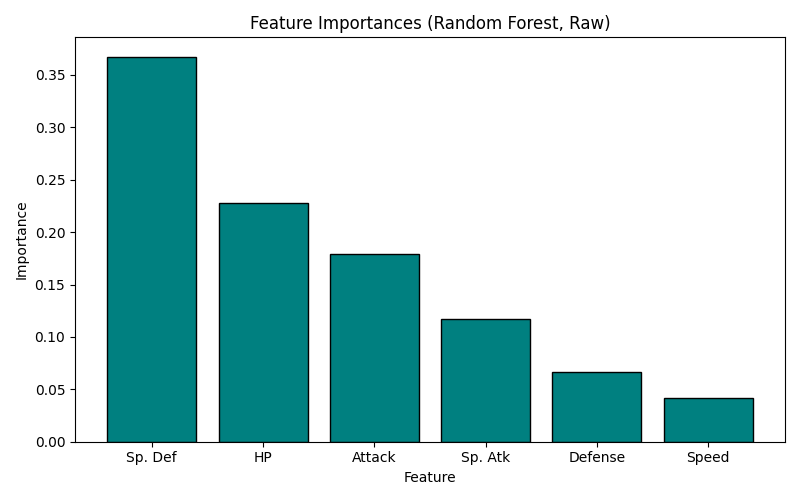 Feature Importances (Random Forest, Raw)
Importance
0.35
0.30
0.25
0.20
0.15
0.10
0.05
0.00
Sp. Def HP Attack Sp. Atk Defense Speed
Feature